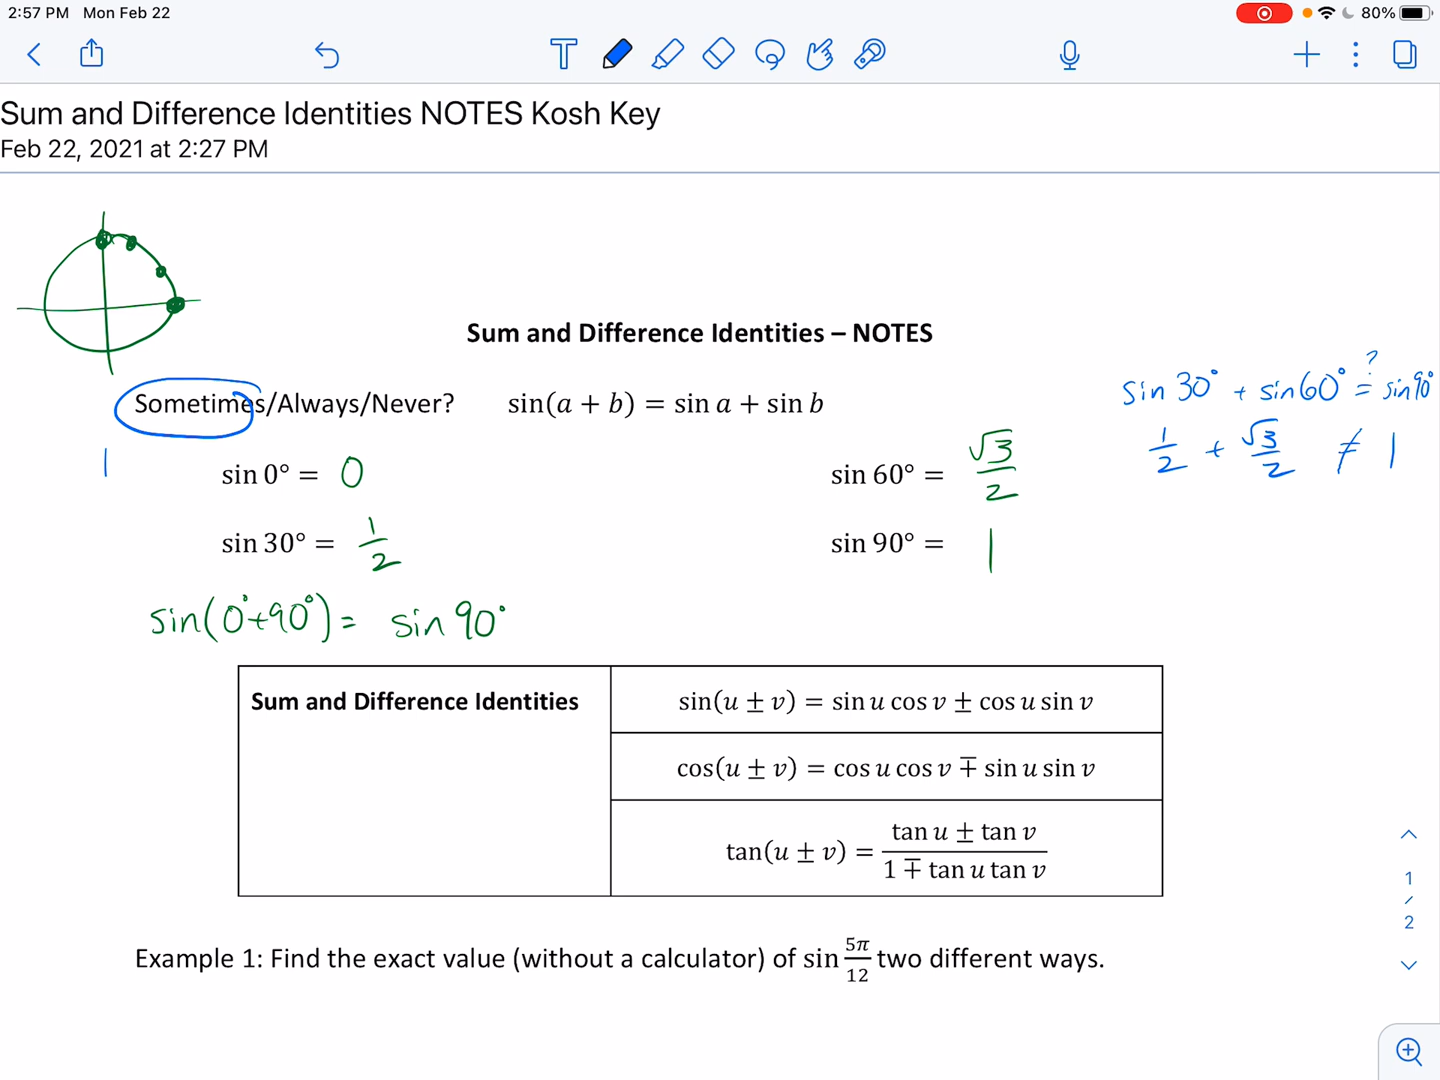 2:57 PM Mon Feb 22
80%
T
Sum and Difference Identities NOTES Kosh Key
Feb 22, 2021 at 2:27 PM
Sum and Difference Identities – NOTES
Sometimes/Always/Never? sin(a + b) = sin a + sin b
sin 30° + sin 60° ?= sin 90°
1/2 + √3/2 ≠ 1
1
sin 0° = 0
sin 60° = √3/2
sin 30° = 1/2
sin 90° = 1
sin(0° + 90°) = sin 90°
Sum and Difference Identities
sin(u ± v) = sin u cos v ± cos u sin v
cos(u ± v) = cos u cos v ∓ sin u sin v
tan(u ± v) = (tan u ± tan v)/(1 ∓ tan u tan v)
1 / 2
Example 1: Find the exact value (without a calculator) of sin 5π/12 two different ways.